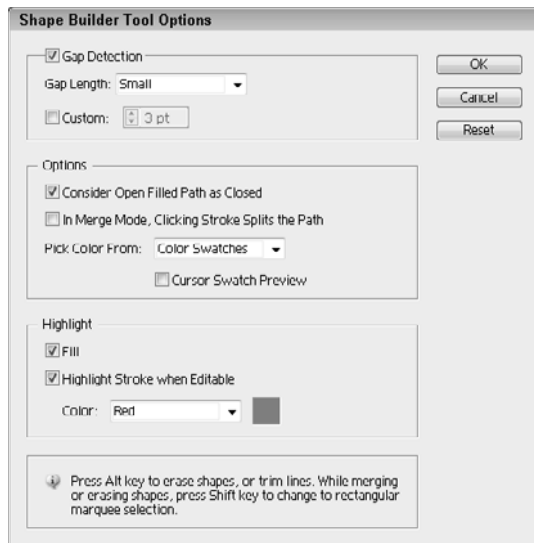 Shape Builder Tool Options
Gap Detection
Gap Length: Small
Custom: 3 pt
OK
Cancel
Reset
Options
Consider Open Filled Path as Closed
In Merge Mode, Clicking Stroke Splits the Path
Pick Color From: Color Swatches
Cursor Swatch Preview
Highlight
Fill
Highlight Stroke when Editable
Color: Red
Press Alt key to erase shapes, or trim lines. While merging
or erasing shapes, press Shift key to change to rectangular
marquee selection.